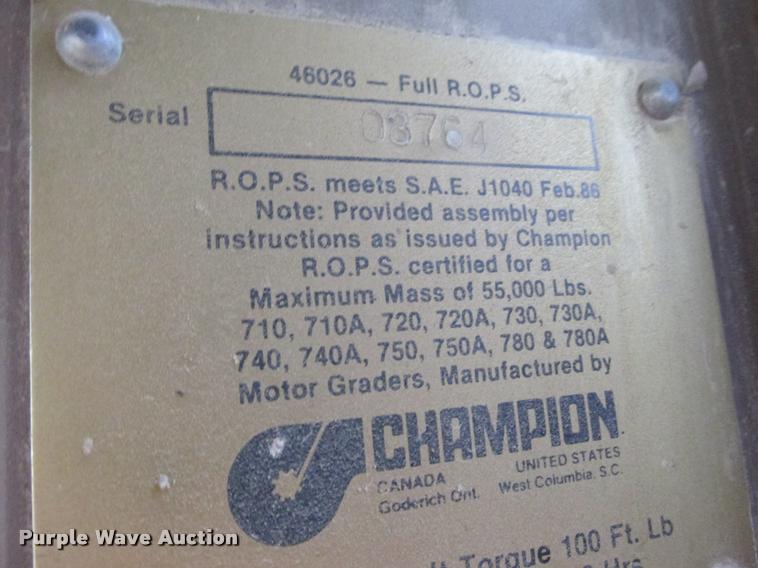 46026 — Full R.O.P.S.
Serial 03764
R.O.P.S. meets S.A.E. J1040 Feb.86
Note: Provided assembly per
instructions as issued by Champion
R.O.P.S. certified for a
Maximum Mass of 55,000 Lbs.
710, 710A, 720, 720A, 730, 730A,
740, 740A, 750, 750A, 780 & 780A
Motor Graders, Manufactured by
CHAMPION
CANADA UNITED STATES
Goderich Ont. West Columbia, S.C.
Torque 100 Ft. Lb
Hrs
Purple Wave Auction